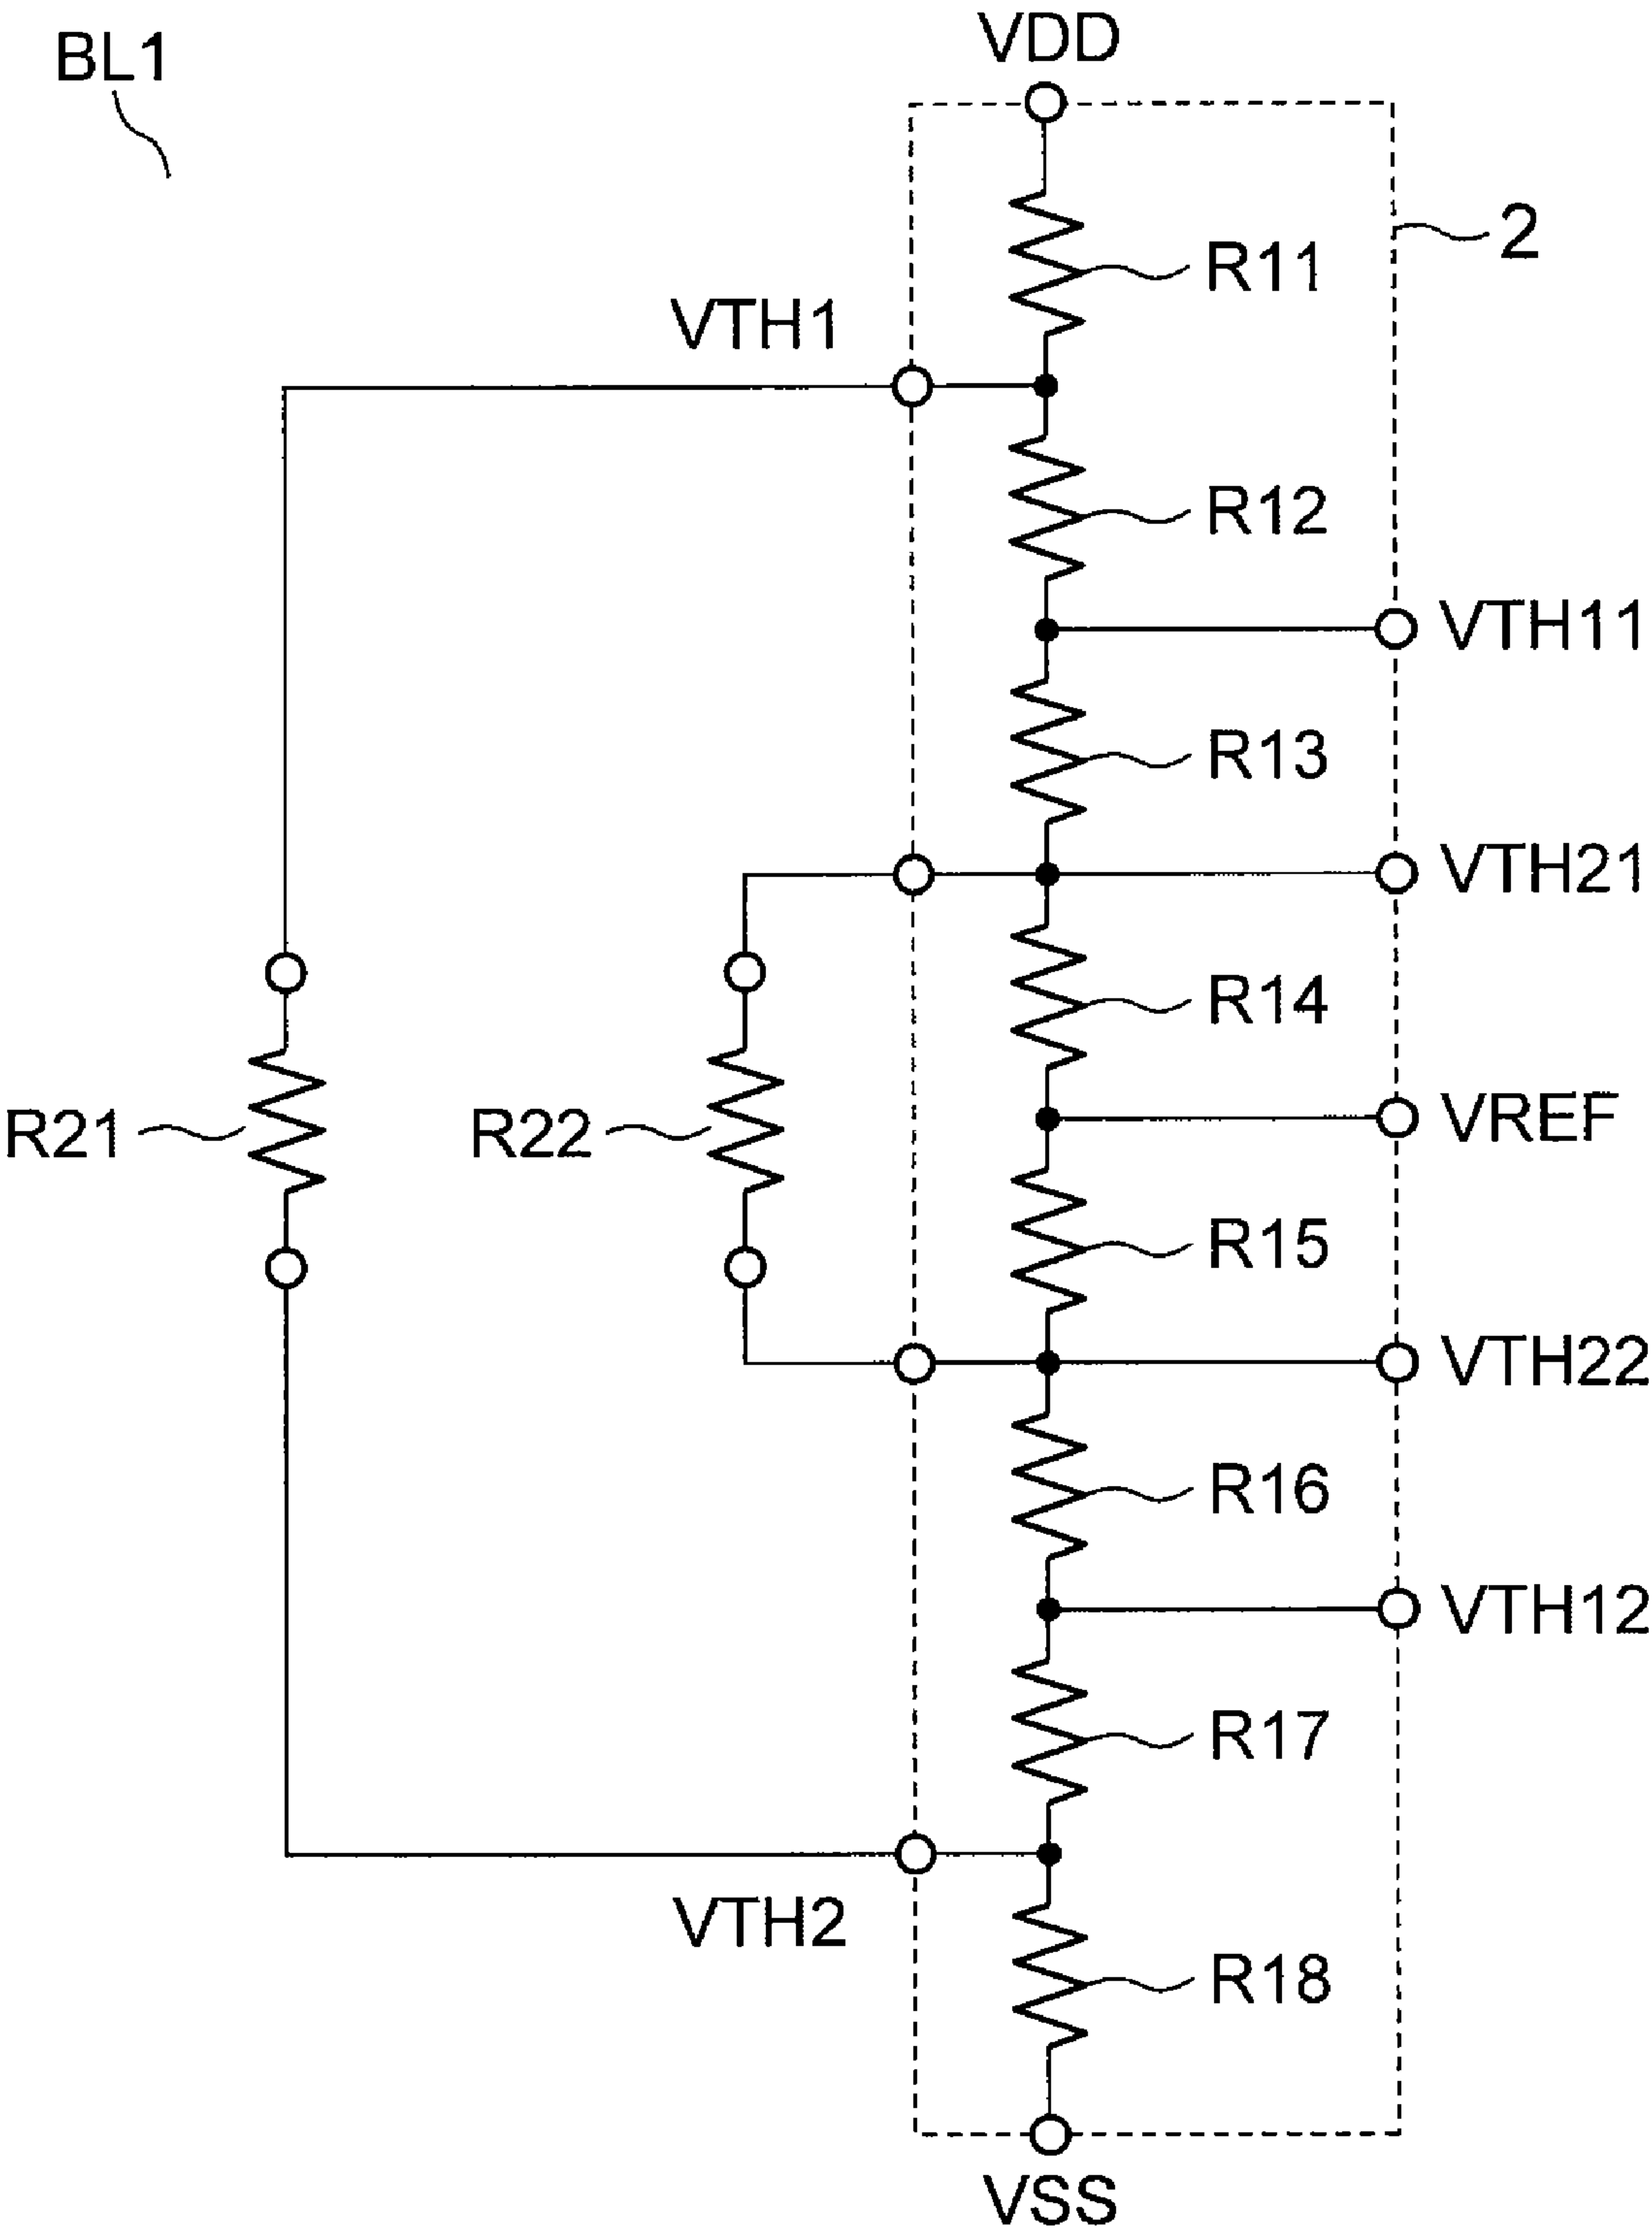 VDD
BL1
2
R11
VTH1
R12
VTH11
R13
VTH21
R14
VREF
R21
R22
R15
VTH22
R16
VTH12
R17
VTH2
R18
VSS